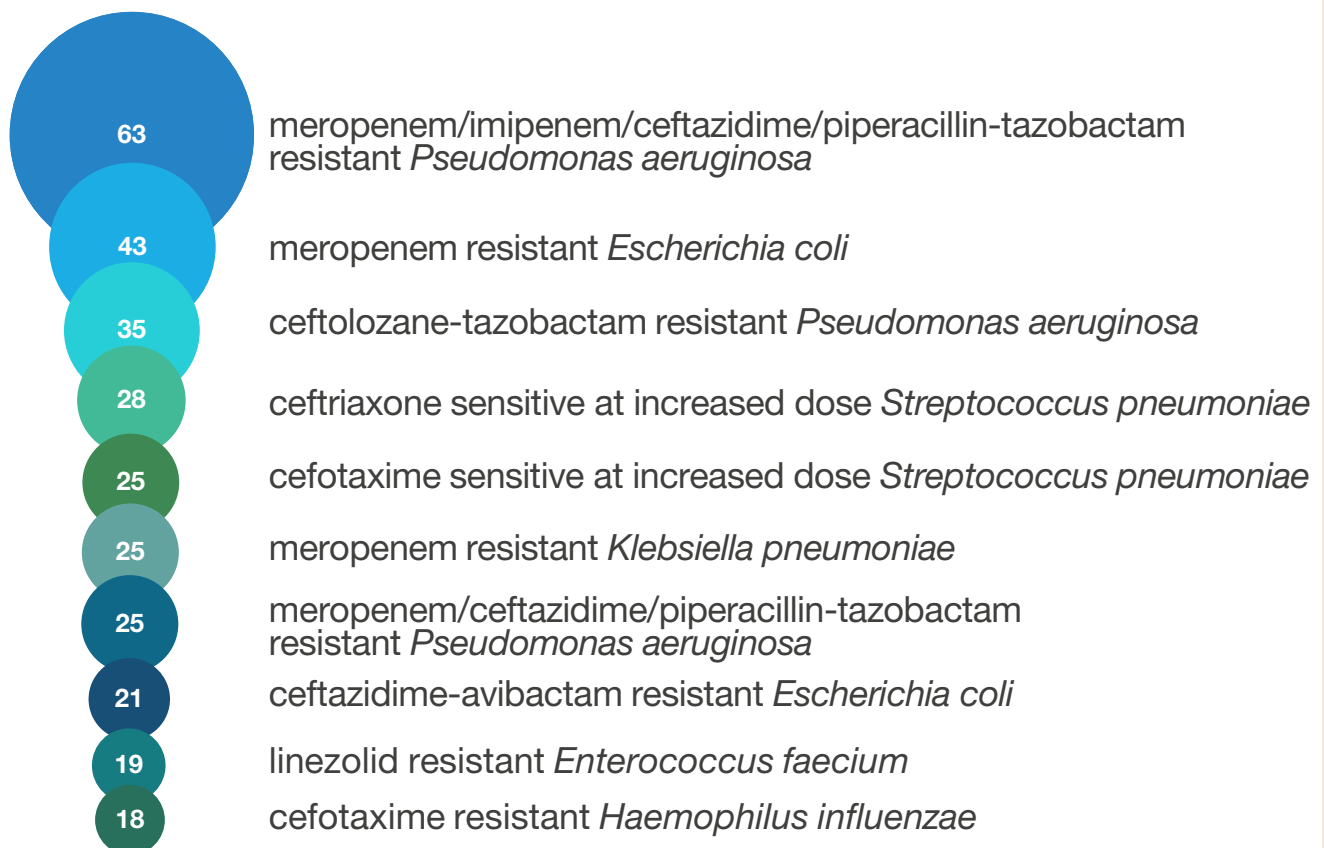 63
meropenem/imipenem/ceftazidime/piperacillin-tazobactam
resistant Pseudomonas aeruginosa
43
meropenem resistant Escherichia coli
35
ceftolozane-tazobactam resistant Pseudomonas aeruginosa
28
ceftriaxone sensitive at increased dose Streptococcus pneumoniae
25
cefotaxime sensitive at increased dose Streptococcus pneumoniae
25
meropenem resistant Klebsiella pneumoniae
25
meropenem/ceftazidime/piperacillin-tazobactam
resistant Pseudomonas aeruginosa
21
ceftazidime-avibactam resistant Escherichia coli
19
linezolid resistant Enterococcus faecium
18
cefotaxime resistant Haemophilus influenzae